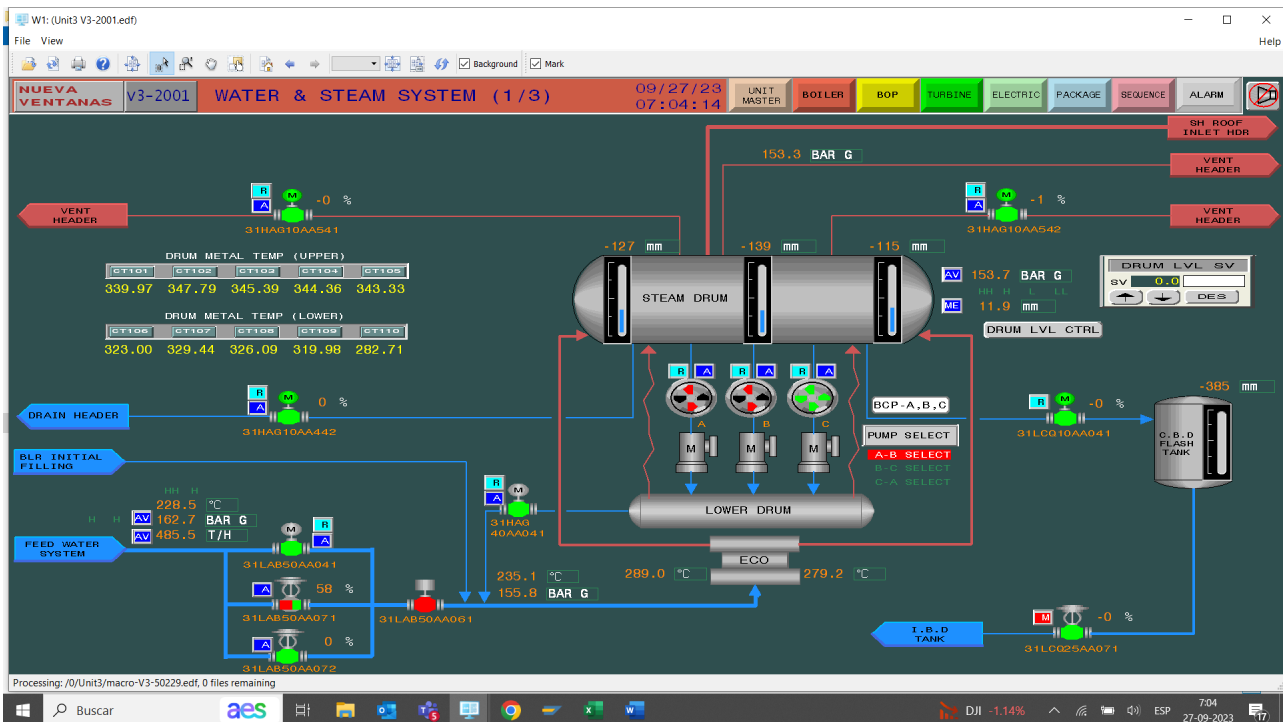 W1: (Unit3 V3-2001.edf)
File View
Help
Background
Mark
NUEVA
VENTANAS
V3-2001
WATER & STEAM SYSTEM (1/3)
09/27/23
07:04:14
UNIT
MASTER
BOILER
BOP
TURBINE
ELECTRIC
PACKAGE
SEQUENCE
ALARM
SH ROOF
INLET HDR
153.3 BAR G
VENT
HEADER
R
A
M
-0 %
31HAG10AA541
VENT
HEADER
R
A
M
-1 %
31HAG10AA542
VENT
HEADER
-127 mm
-139 mm
-115 mm
DRUM METAL TEMP (UPPER)
CT101 CT102 CT103 CT104 CT105
339.97 347.79 345.39 344.36 343.33
DRUM METAL TEMP (LOWER)
CT106 CT107 CT108 CT109 CT110
323.00 329.44 326.09 319.98 282.71
STEAM DRUM
AV 153.7 BAR G
HH H L LL
ME 11.9 mm
DRUM LVL SV
SV 0.0
DES
DRUM LVL CTRL
R A R A R A
A B C
M M M
BCP-A,B,C
PUMP SELECT
A-B SELECT
B-C SELECT
C-A SELECT
DRAIN HEADER
R
A
M
0 %
31HAG10AA442
R
M
-0 %
31LCQ10AA041
-385 mm
C.B.D
FLASH
TANK
BLR INITIAL
FILLING
R
A
M
31HAG
40AA041
LOWER DRUM
HH H
228.5 °C
H H AV 162.7 BAR G
AV 485.5 T/H
FEED WATER
SYSTEM
M
R
A
31LAB50AA041
A 58 %
31LAB50AA071
31LAB50AA061
A 0 %
31LAB50AA072
235.1 °C
155.8 BAR G
289.0 °C
ECO
279.2 °C
I.B.D
TANK
M
-0 %
31LCQ25AA071
Processing: /0/Unit3/macro-V3-50229.edf, 0 files remaining
Buscar
aes
DJI -1.14%
ESP
7:04
27-09-2023
17